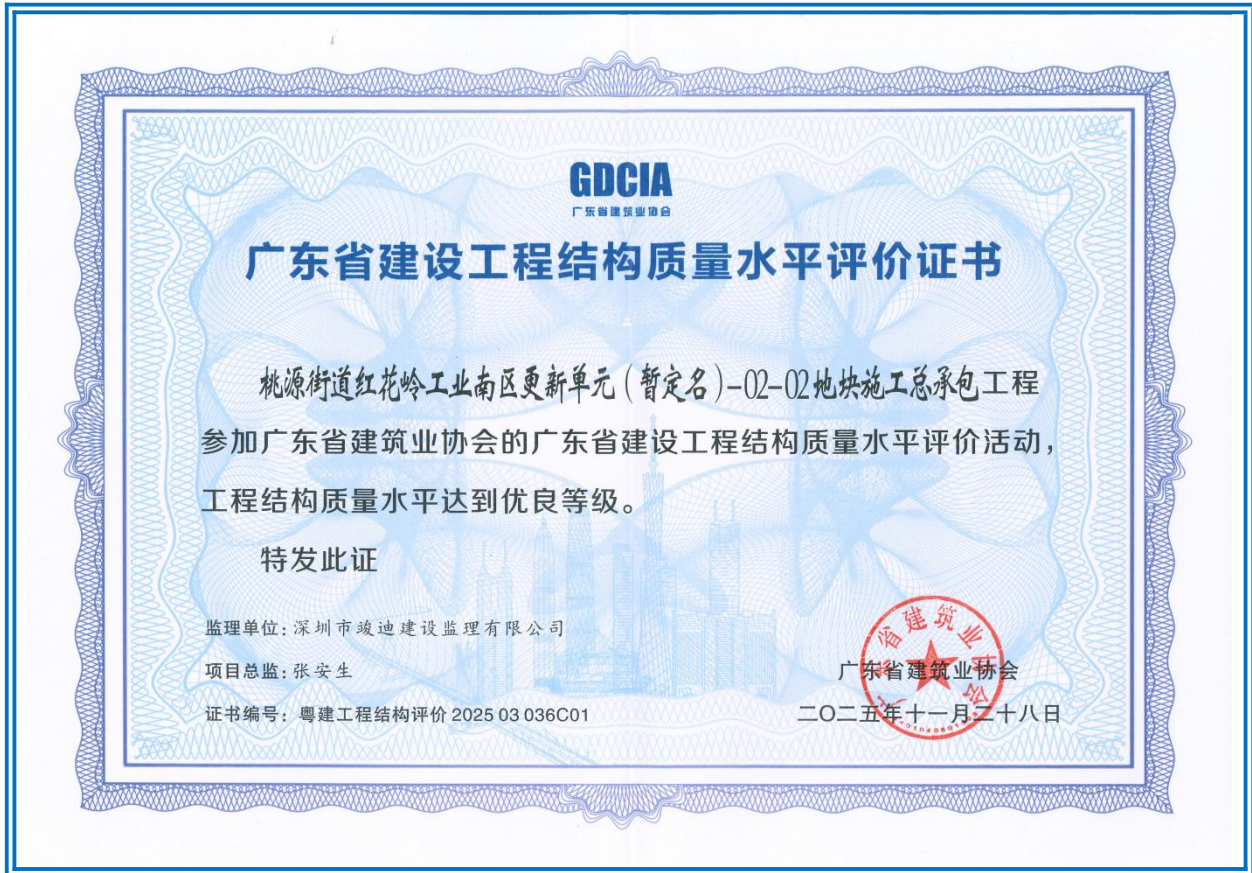 GDCIA
广东省建筑业协会
广东省建设工程结构质量水平评价证书
桃源街道红花岭工业南区更新单元(暂定名)-02-02地块施工总承包工程
参加广东省建筑业协会的广东省建设工程结构质量水平评价活动，
工程结构质量水平达到优良等级。
特发此证
监理单位：深圳市竣迪建设监理有限公司
项目总监：张安生
证书编号：粤建工程结构评价 2025 03 036C01
广东省建筑业协会
二〇二五年十一月二十八日
广东省建筑业协会